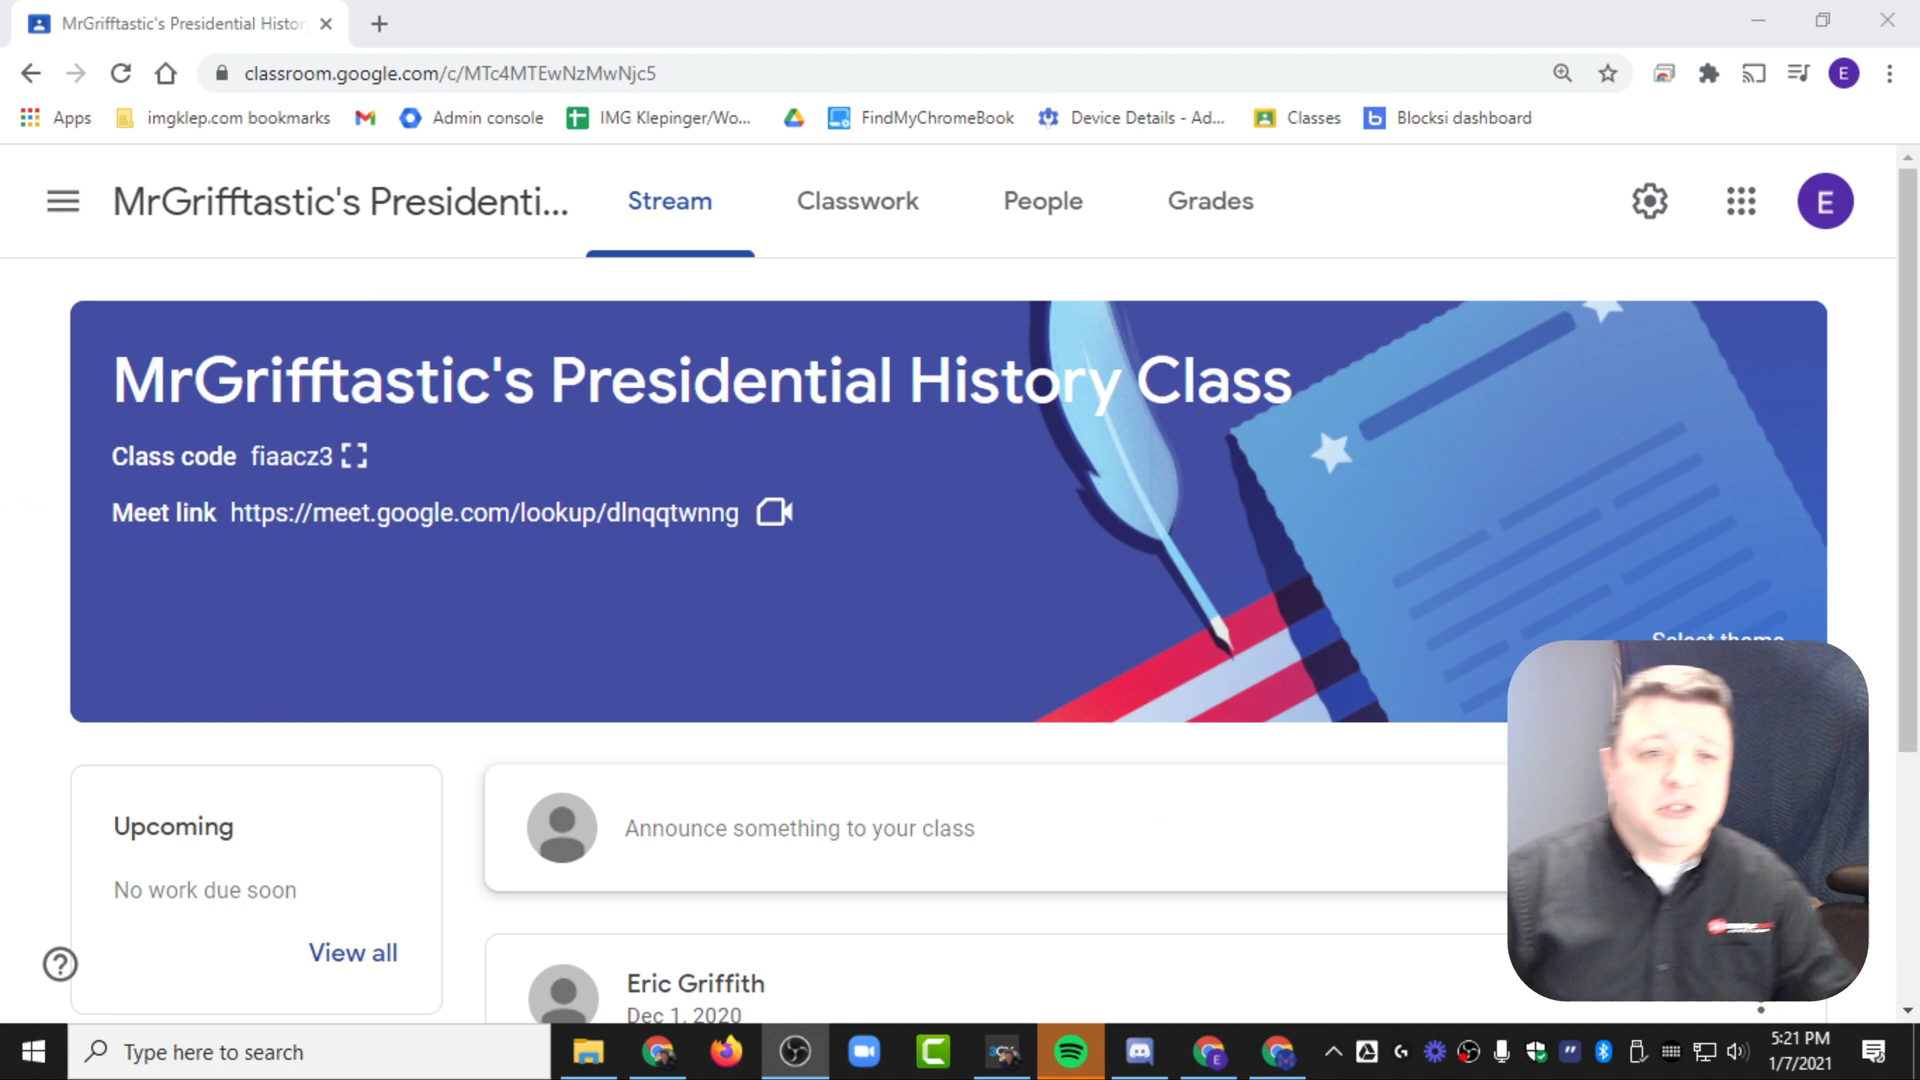 MrGrifftastic's Presidential Histor
classroom.google.com/c/MTc4MTEwNzMwNjc5
E
Apps
imgklep.com bookmarks
Admin console
IMG Klepinger/Wo...
FindMyChromeBook
Device Details - Ad...
Classes
b
Blocksi dashboard
MrGrifftastic's Presidenti...
Stream
Classwork
People
Grades
E
MrGrifftastic's Presidential History Class
Class code fiaacz3
Meet link https://meet.google.com/lookup/dlnqqtwnng
Select theme
Upcoming
No work due soon
View all
Announce something to your class
Eric Griffith
Dec 1, 2020
Type here to search
5:21 PM
1/7/2021